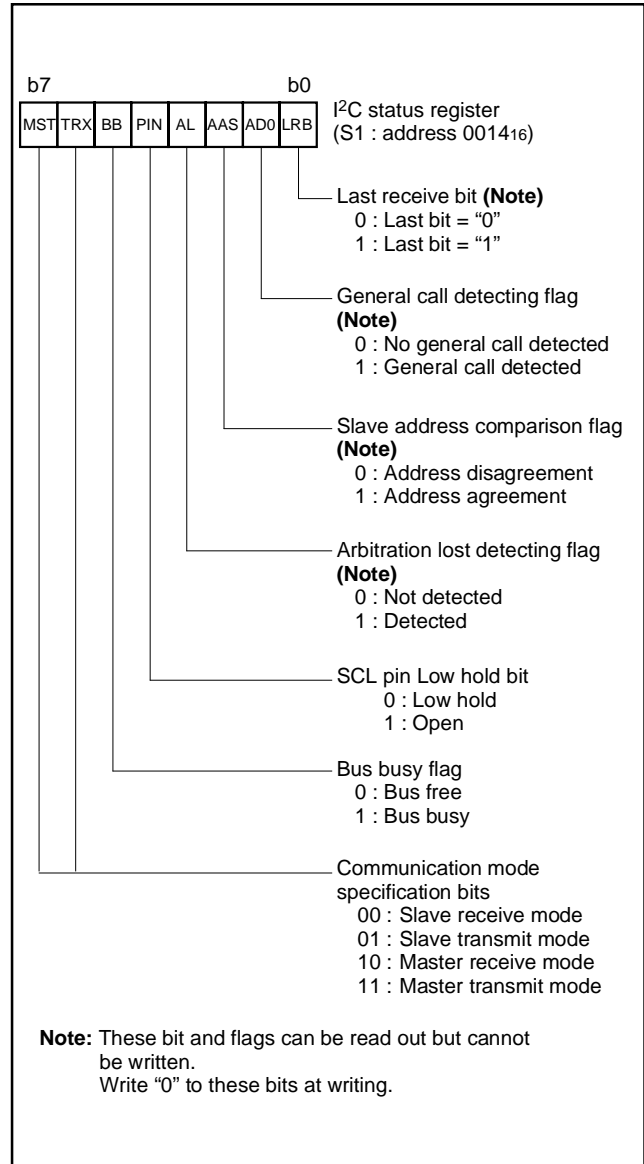 b7 b0
MST TRX BB PIN AL AAS AD0 LRB
I2C status register
(S1 : address 001416)
Last receive bit (Note)
0 : Last bit = “0”
1 : Last bit = “1”
General call detecting flag
(Note)
0 : No general call detected
1 : General call detected
Slave address comparison flag
(Note)
0 : Address disagreement
1 : Address agreement
Arbitration lost detecting flag
(Note)
0 : Not detected
1 : Detected
SCL pin Low hold bit
0 : Low hold
1 : Open
Bus busy flag
0 : Bus free
1 : Bus busy
Communication mode
specification bits
00 : Slave receive mode
01 : Slave transmit mode
10 : Master receive mode
11 : Master transmit mode
Note: These bit and flags can be read out but cannot
be written.
Write “0” to these bits at writing.